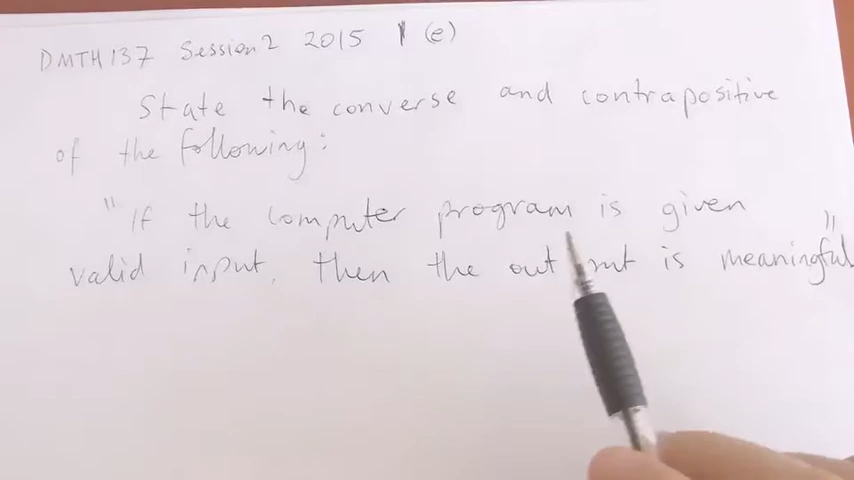 DMTH137 Session 2 2015 1 (e)
State the converse and contrapositive
of the following:
"If the computer program is given
valid input, then the output is meaningful"